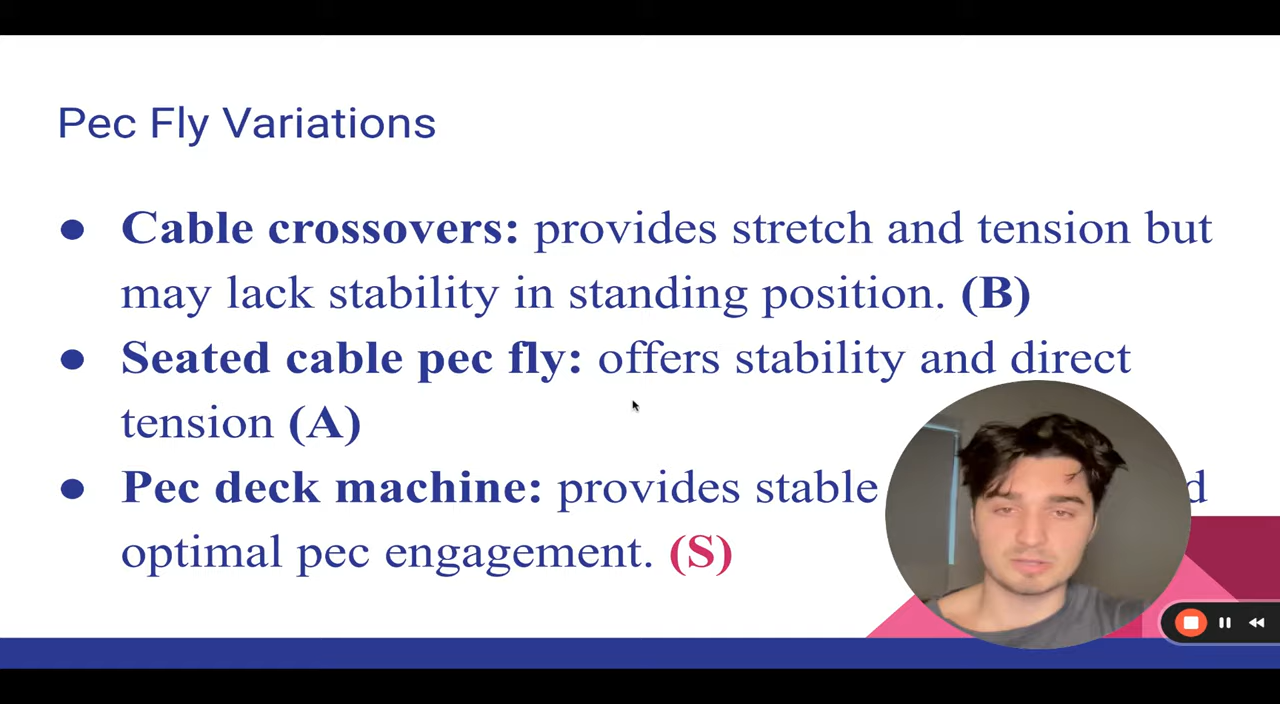 Pec Fly Variations
● Cable crossovers: provides stretch and tension but
may lack stability in standing position. (B)
● Seated cable pec fly: offers stability and direct
tension (A)
● Pec deck machine: provides stable
optimal pec engagement. (S)